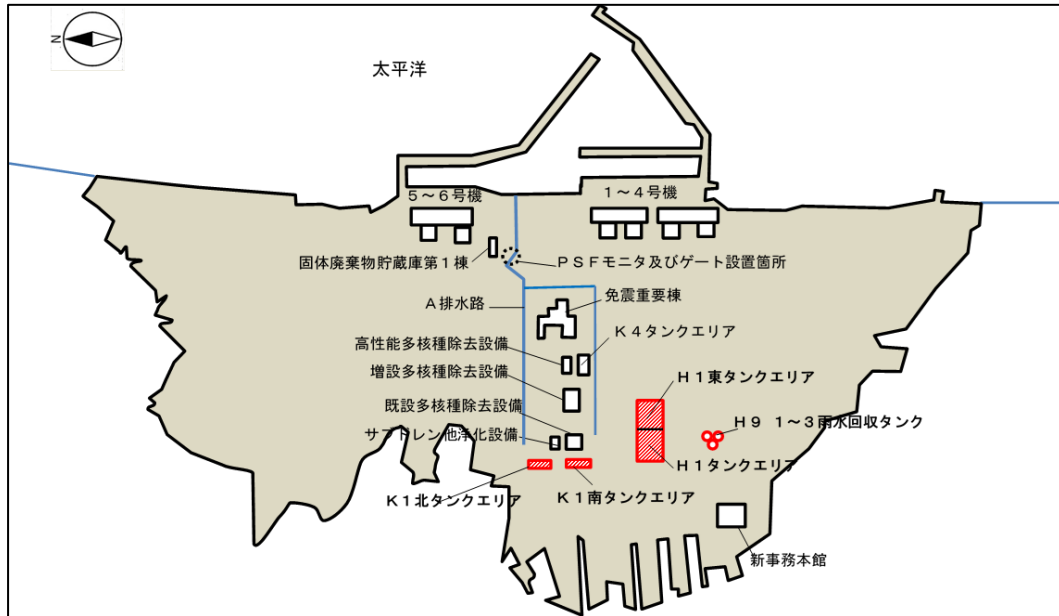 N
太平洋
5～6号機
1～4号機
固体廃棄物貯蔵庫第1棟
PSFモニタ及びゲート設置箇所
A排水路
免震重要棟
K4タンクエリア
高性能多核種除去設備
増設多核種除去設備
H1東タンクエリア
既設多核種除去設備
H9 1～3雨水回収タンク
サブドレン他浄化設備
H1タンクエリア
K1北タンクエリア
K1南タンクエリア
新事務本館